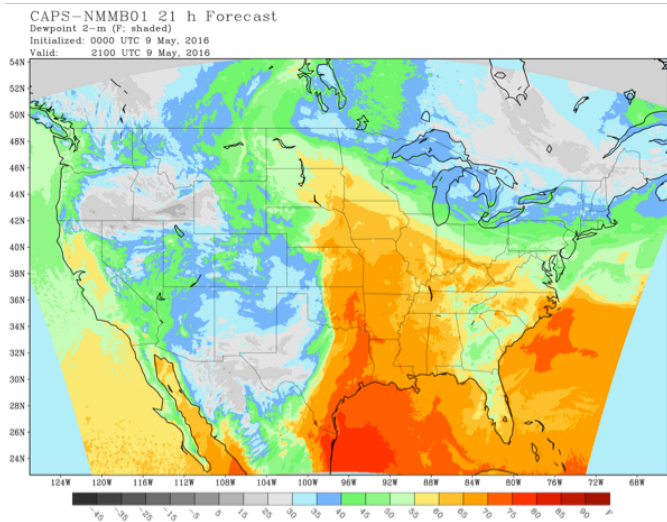 CAPS-NMMB01 21 h Forecast
Dewpoint 2-m (F; shaded)
Initialized: 0000 UTC 9 May, 2016
Valid: 2100 UTC 9 May, 2016
54N
52N
50N
48N
46N
44N
42N
40N
38N
36N
34N
32N
30N
28N
26N
24N
124W 120W 116W 112W 108W 104W 100W 96W 92W 88W 84W 80W 76W 72W 68W
-45 -35 -25 -15 -5 5 15 25 30 35 40 45 50 55 60 65 70 75 80 85 90 F